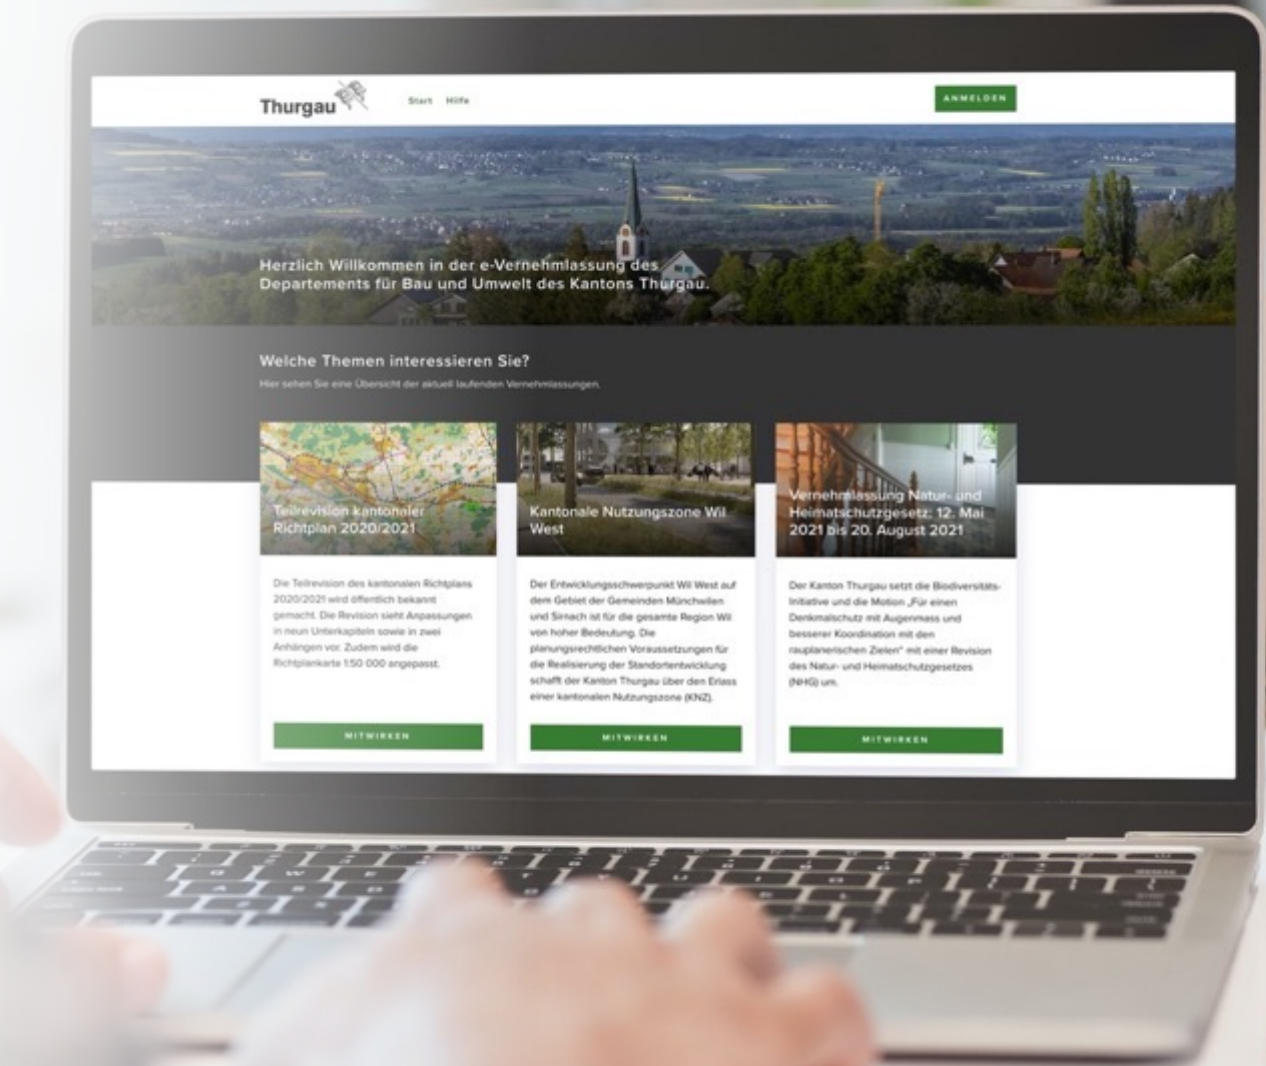 Thurgau
Start Hilfe
ANMELDEN
Herzlich Willkommen in der e-Vernehmlassung des
Departements für Bau und Umwelt des Kantons Thurgau.
Welche Themen interessieren Sie?
Hier sehen Sie eine Übersicht der aktuell laufenden Vernehmlassungen.
Teilrevision kantonaler
Richtplan 2020/2021
Die Teilrevision des kantonalen Richtplans
2020/2021 wird öffentlich bekannt
gemacht. Die Revision sieht Anpassungen
in neun Unterkapiteln sowie in zwei
Anhängen vor. Zudem wird die
Richtplankarte 1:50 000 angepasst.
MITWIRKEN
Kantonale Nutzungszone Wil
West
Der Entwicklungsschwerpunkt Wil West auf
dem Gebiet der Gemeinden Münchwilen
und Sirnach ist für die gesamte Region Wil
von hoher Bedeutung. Die
planungsrechtlichen Voraussetzungen für
die Realisierung der Standortentwicklung
schafft der Kanton Thurgau über den Erlass
einer kantonalen Nutzungszone (KNZ).
MITWIRKEN
Vernehmlassung Natur- und
Heimatschutzgesetz: 12. Mai
2021 bis 20. August 2021
Der Kanton Thurgau setzt die Biodiversitäts-
Initiative und die Motion „Für einen
Denkmalschutz mit Augenmass und
besserer Koordination mit den
rauplanerischen Zielen“ mit einer Revision
des Natur- und Heimatschutzgesetzes
(NHG) um.
MITWIRKEN